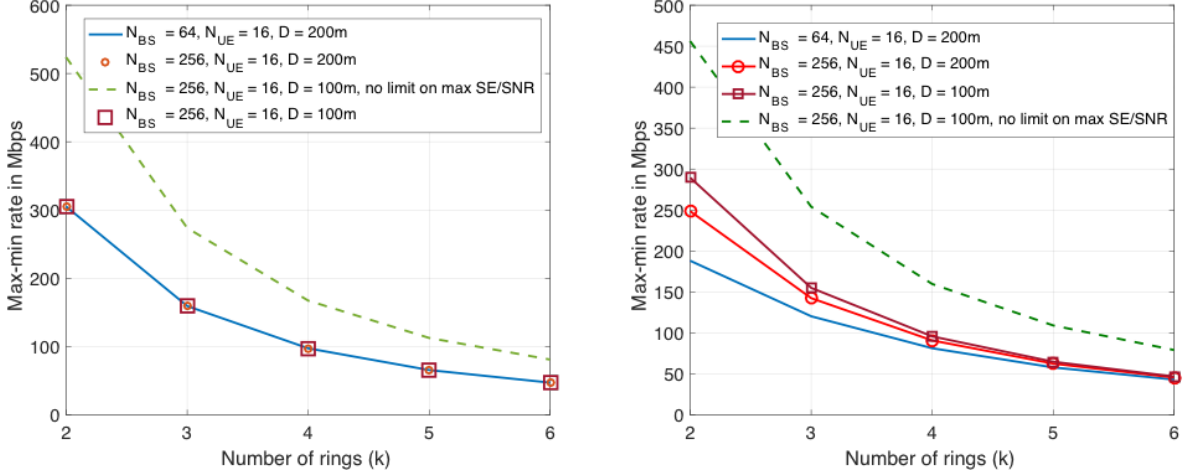 600
500
400
300
200
100
0
2 3 4 5 6
Max-min rate in Mbps
Number of rings (k)
N_BS = 64, N_UE = 16, D = 200m
N_BS = 256, N_UE = 16, D = 200m
N_BS = 256, N_UE = 16, D = 100m, no limit on max SE/SNR
N_BS = 256, N_UE = 16, D = 100m
500
450
400
350
300
250
200
150
100
50
0
2 3 4 5 6
Max-min rate in Mbps
Number of rings (k)
N_BS = 64, N_UE = 16, D = 200m
N_BS = 256, N_UE = 16, D = 200m
N_BS = 256, N_UE = 16, D = 100m
N_BS = 256, N_UE = 16, D = 100m, no limit on max SE/SNR